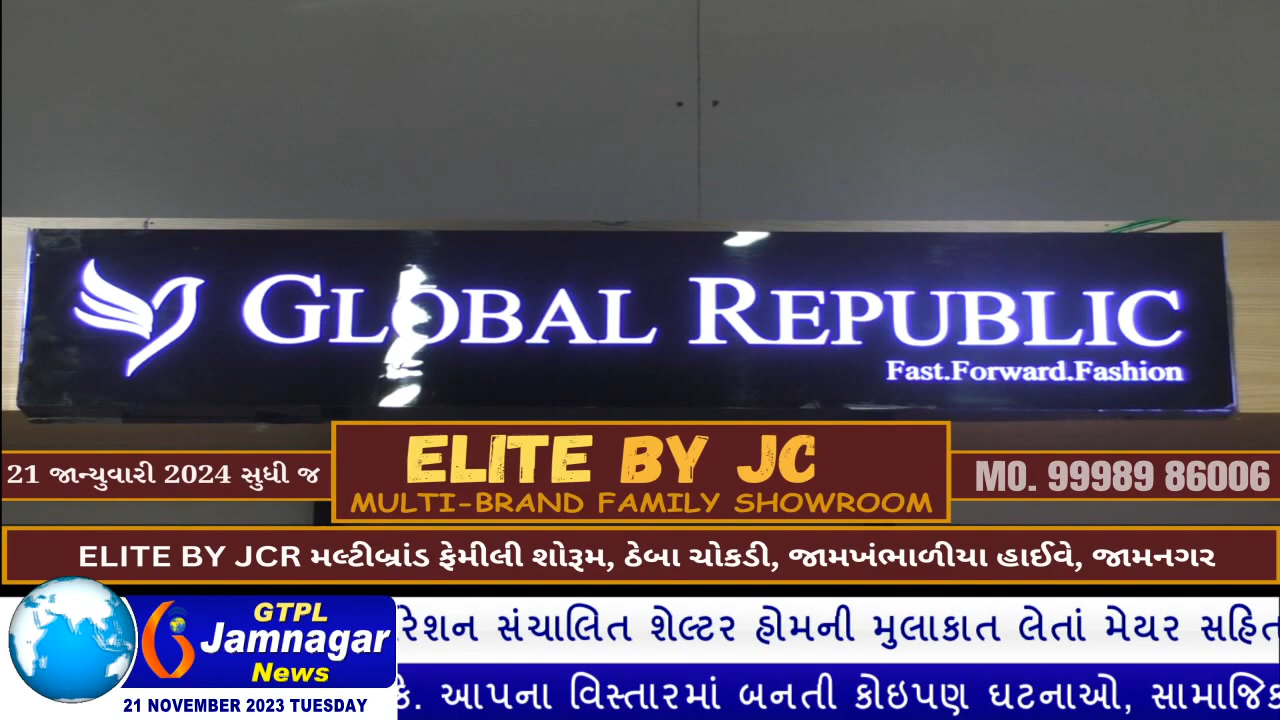 GLOBAL REPUBLIC
Fast.Forward.Fashion
ELITE BY JC
21 જાન્યુવારી 2024 સુધી જ
MO. 99989 86006
MULTI-BRAND FAMILY SHOWROOM
ELITE BY JCR મલ્ટીબ્રાંડ ફેમીલી શોરૂમ, ઠેબા ચોકડી, જામખંભાળીયા હાઈવે, જામનગર
GTPL
Jamnagar
News
રેશન સંચાલિત શેલ્ટર હોમની મુલાકાત લેતાં મેયર સહિત
કે. આપના વિસ્તારમાં બનતી કોઇપણ ઘટનાઓ, સામાજિક
21 NOVEMBER 2023 TUESDAY